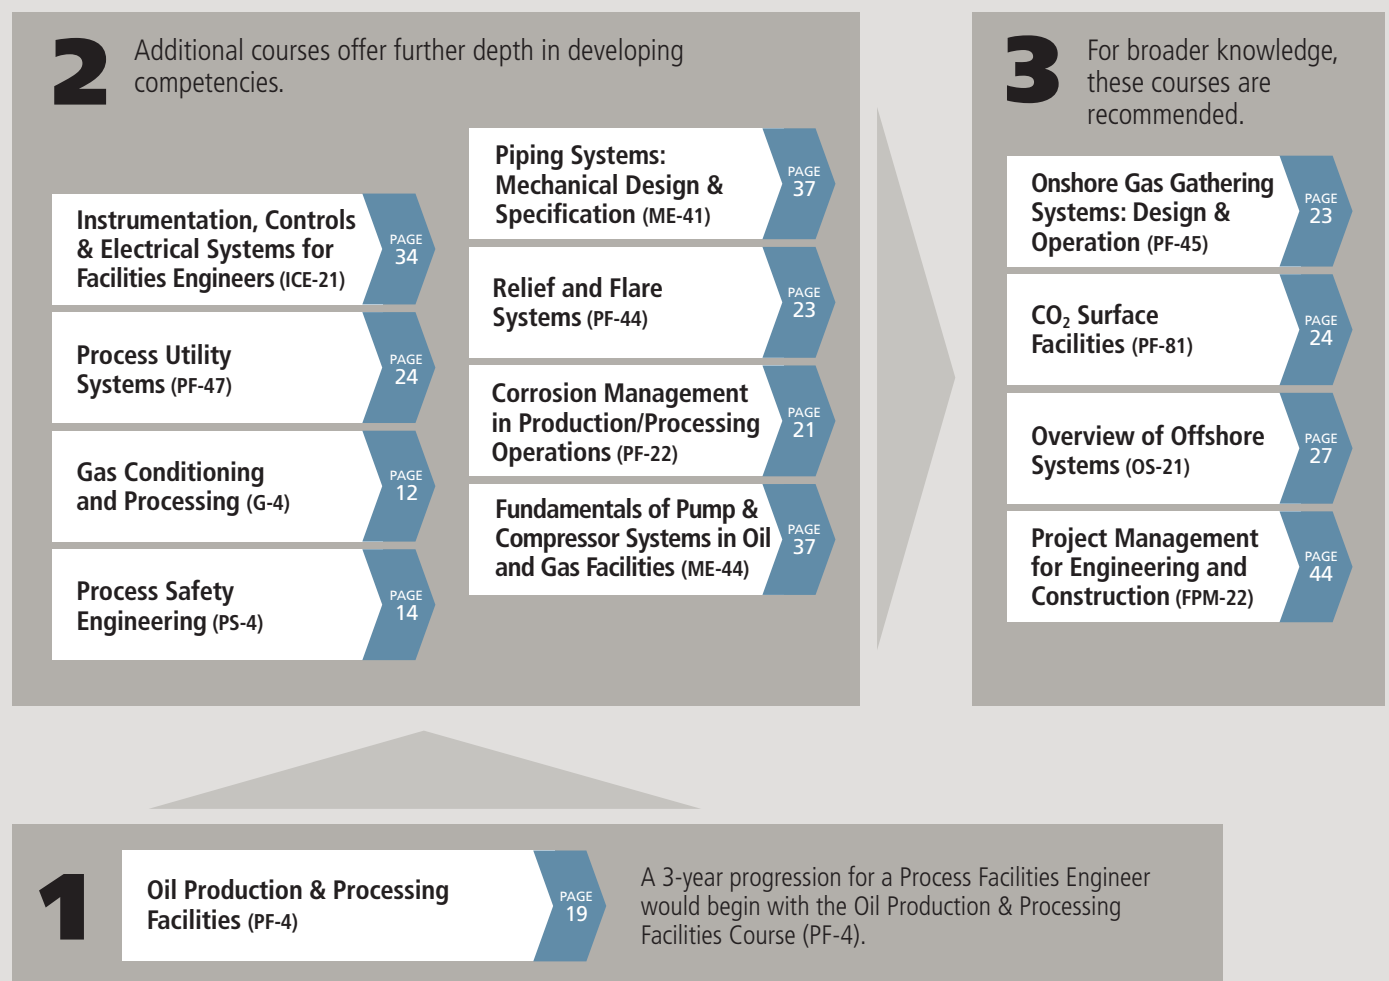 2
Additional courses offer further depth in developing
competencies.
Instrumentation, Controls
& Electrical Systems for
Facilities Engineers (ICE-21)
PAGE
34
Process Utility
Systems (PF-47)
PAGE
24
Gas Conditioning
and Processing (G-4)
PAGE
12
Process Safety
Engineering (PS-4)
PAGE
14
Piping Systems:
Mechanical Design &
Specification (ME-41)
PAGE
37
Relief and Flare
Systems (PF-44)
PAGE
23
Corrosion Management
in Production/Processing
Operations (PF-22)
PAGE
21
Fundamentals of Pump &
Compressor Systems in Oil
and Gas Facilities (ME-44)
PAGE
37
3
For broader knowledge,
these courses are
recommended.
Onshore Gas Gathering
Systems: Design &
Operation (PF-45)
PAGE
23
CO₂ Surface
Facilities (PF-81)
PAGE
24
Overview of Offshore
Systems (OS-21)
PAGE
27
Project Management
for Engineering and
Construction (FPM-22)
PAGE
44
1
Oil Production & Processing
Facilities (PF-4)
PAGE
19
A 3-year progression for a Process Facilities Engineer
would begin with the Oil Production & Processing
Facilities Course (PF-4).